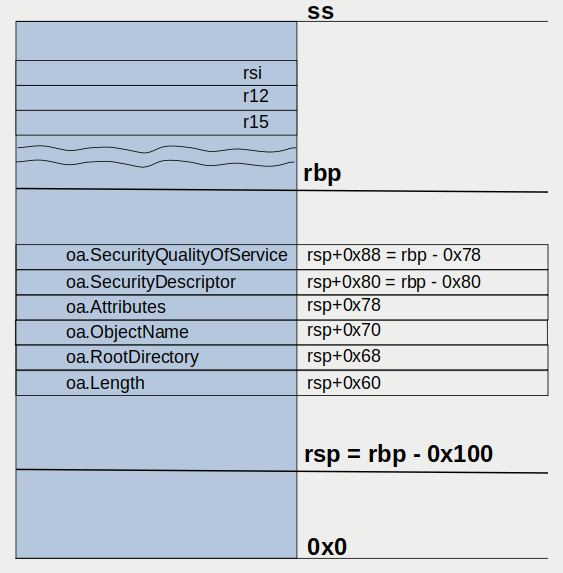 ss
rsi
r12
r15
rbp
oa.SecurityQualityOfService rsp+0x88 = rbp - 0x78
oa.SecurityDescriptor rsp+0x80 = rbp - 0x80
oa.Attributes rsp+0x78
oa.ObjectName rsp+0x70
oa.RootDirectory rsp+0x68
oa.Length rsp+0x60
rsp = rbp - 0x100
0x0